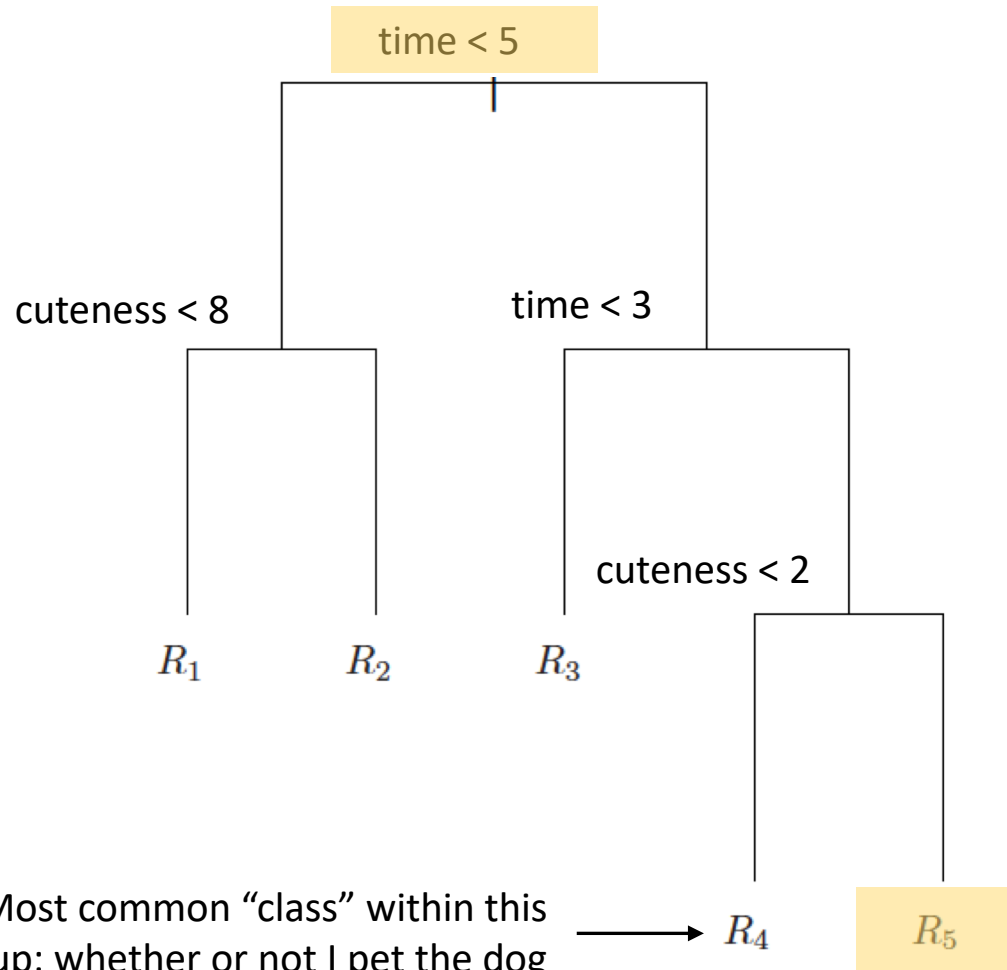 time < 5
cuteness < 8
time < 3
cuteness < 2
R₁
R₂
R₃
Most common “class” within this
up: whether or not I pet the dog
R₄
R₅